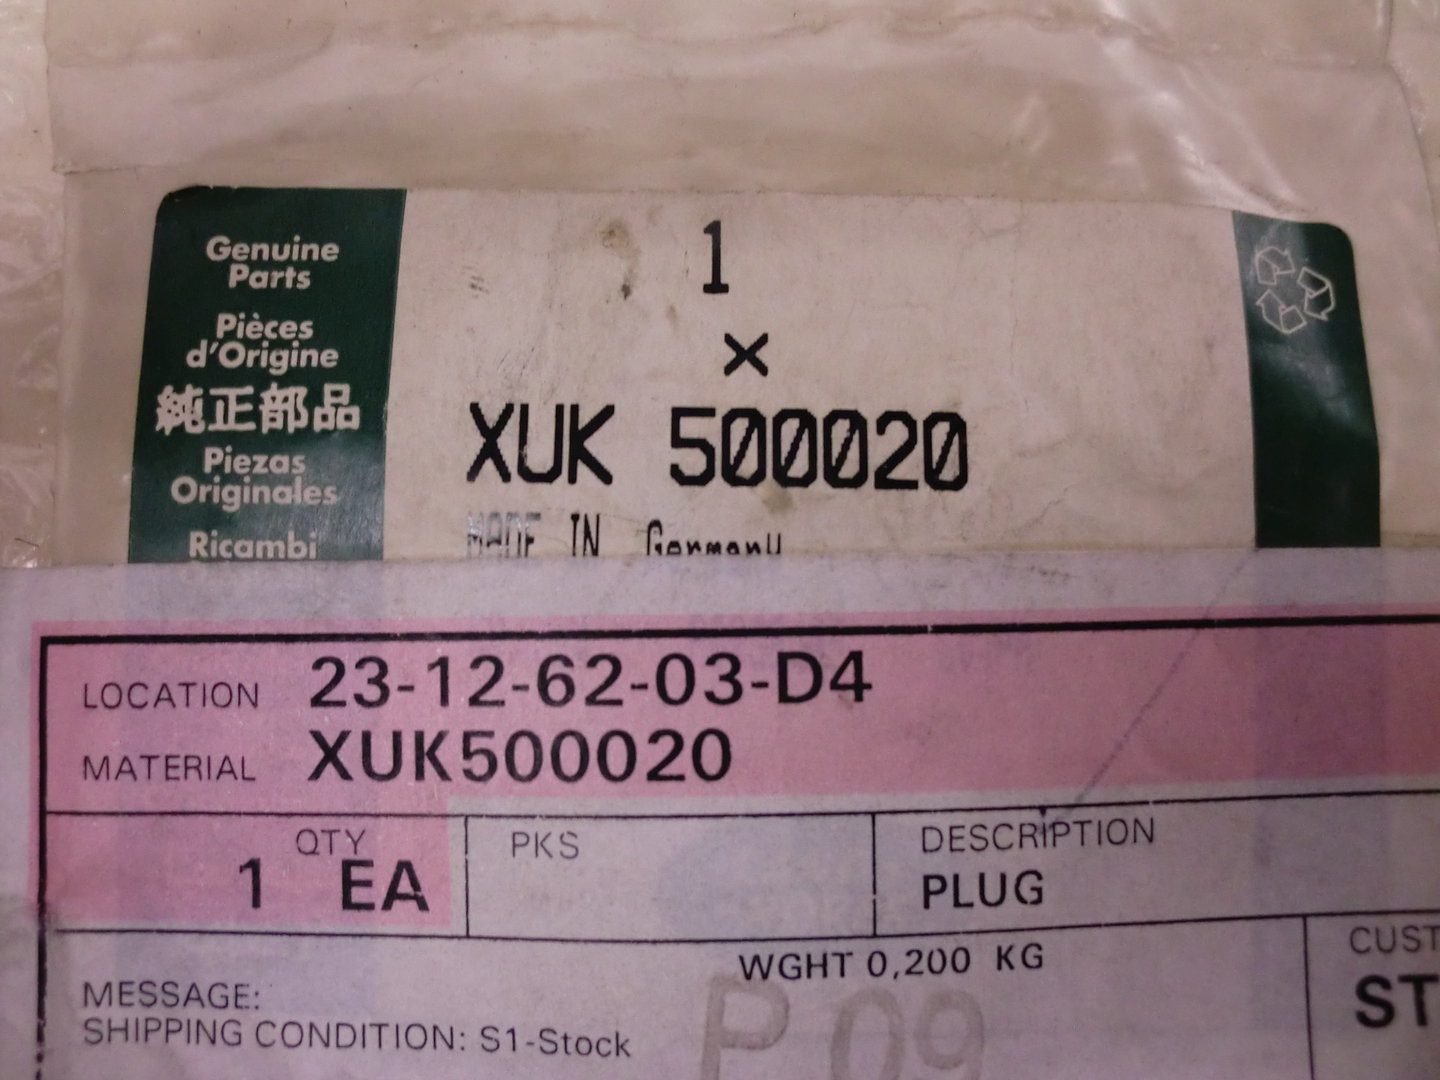 Genuine
Parts
Pièces
d'Origine
純正部品
Piezas
Originales
Ricambi
1
×
XUK 500020
MADE IN Germany
LOCATION 23-12-62-03-D4
MATERIAL XUK500020
QTY
1 EA
PKS
DESCRIPTION
PLUG
WGHT 0,200 KG
MESSAGE:
SHIPPING CONDITION: S1-Stock
P 09
CUST
ST